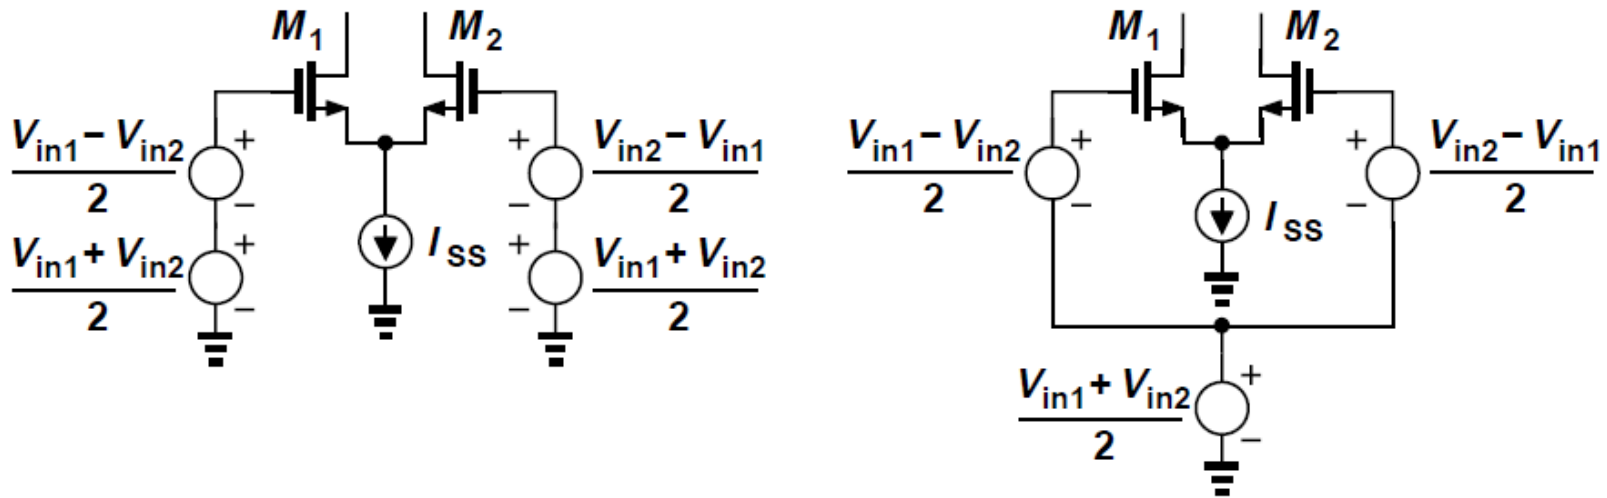 M1 M2 M1 M2
Vin1 − Vin2 + + Vin2 − Vin1 Vin1 − Vin2 + + Vin2 − Vin1
2 − − 2 2 − − 2
Vin1 + Vin2 + ISS + Vin1 + Vin2 ISS
2 − − 2
Vin1 + Vin2 +
2 −